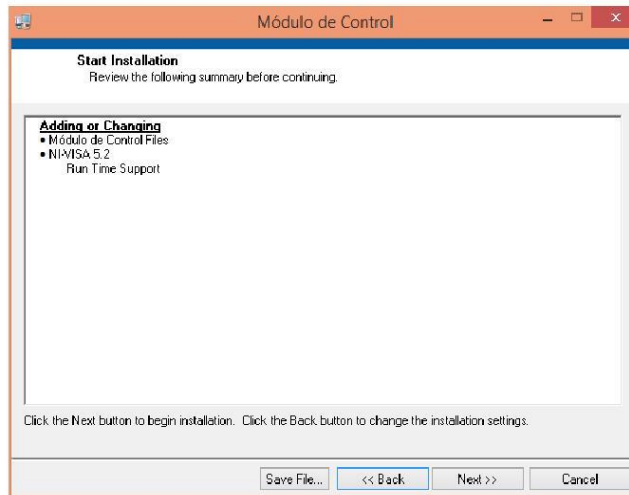 Módulo de Control
Start Installation
Review the following summary before continuing.
Adding or Changing
• Módulo de Control Files
• NI-VISA 5.2
Run Time Support
Click the Next button to begin installation. Click the Back button to change the installation settings.
Save File... << Back Next >> Cancel